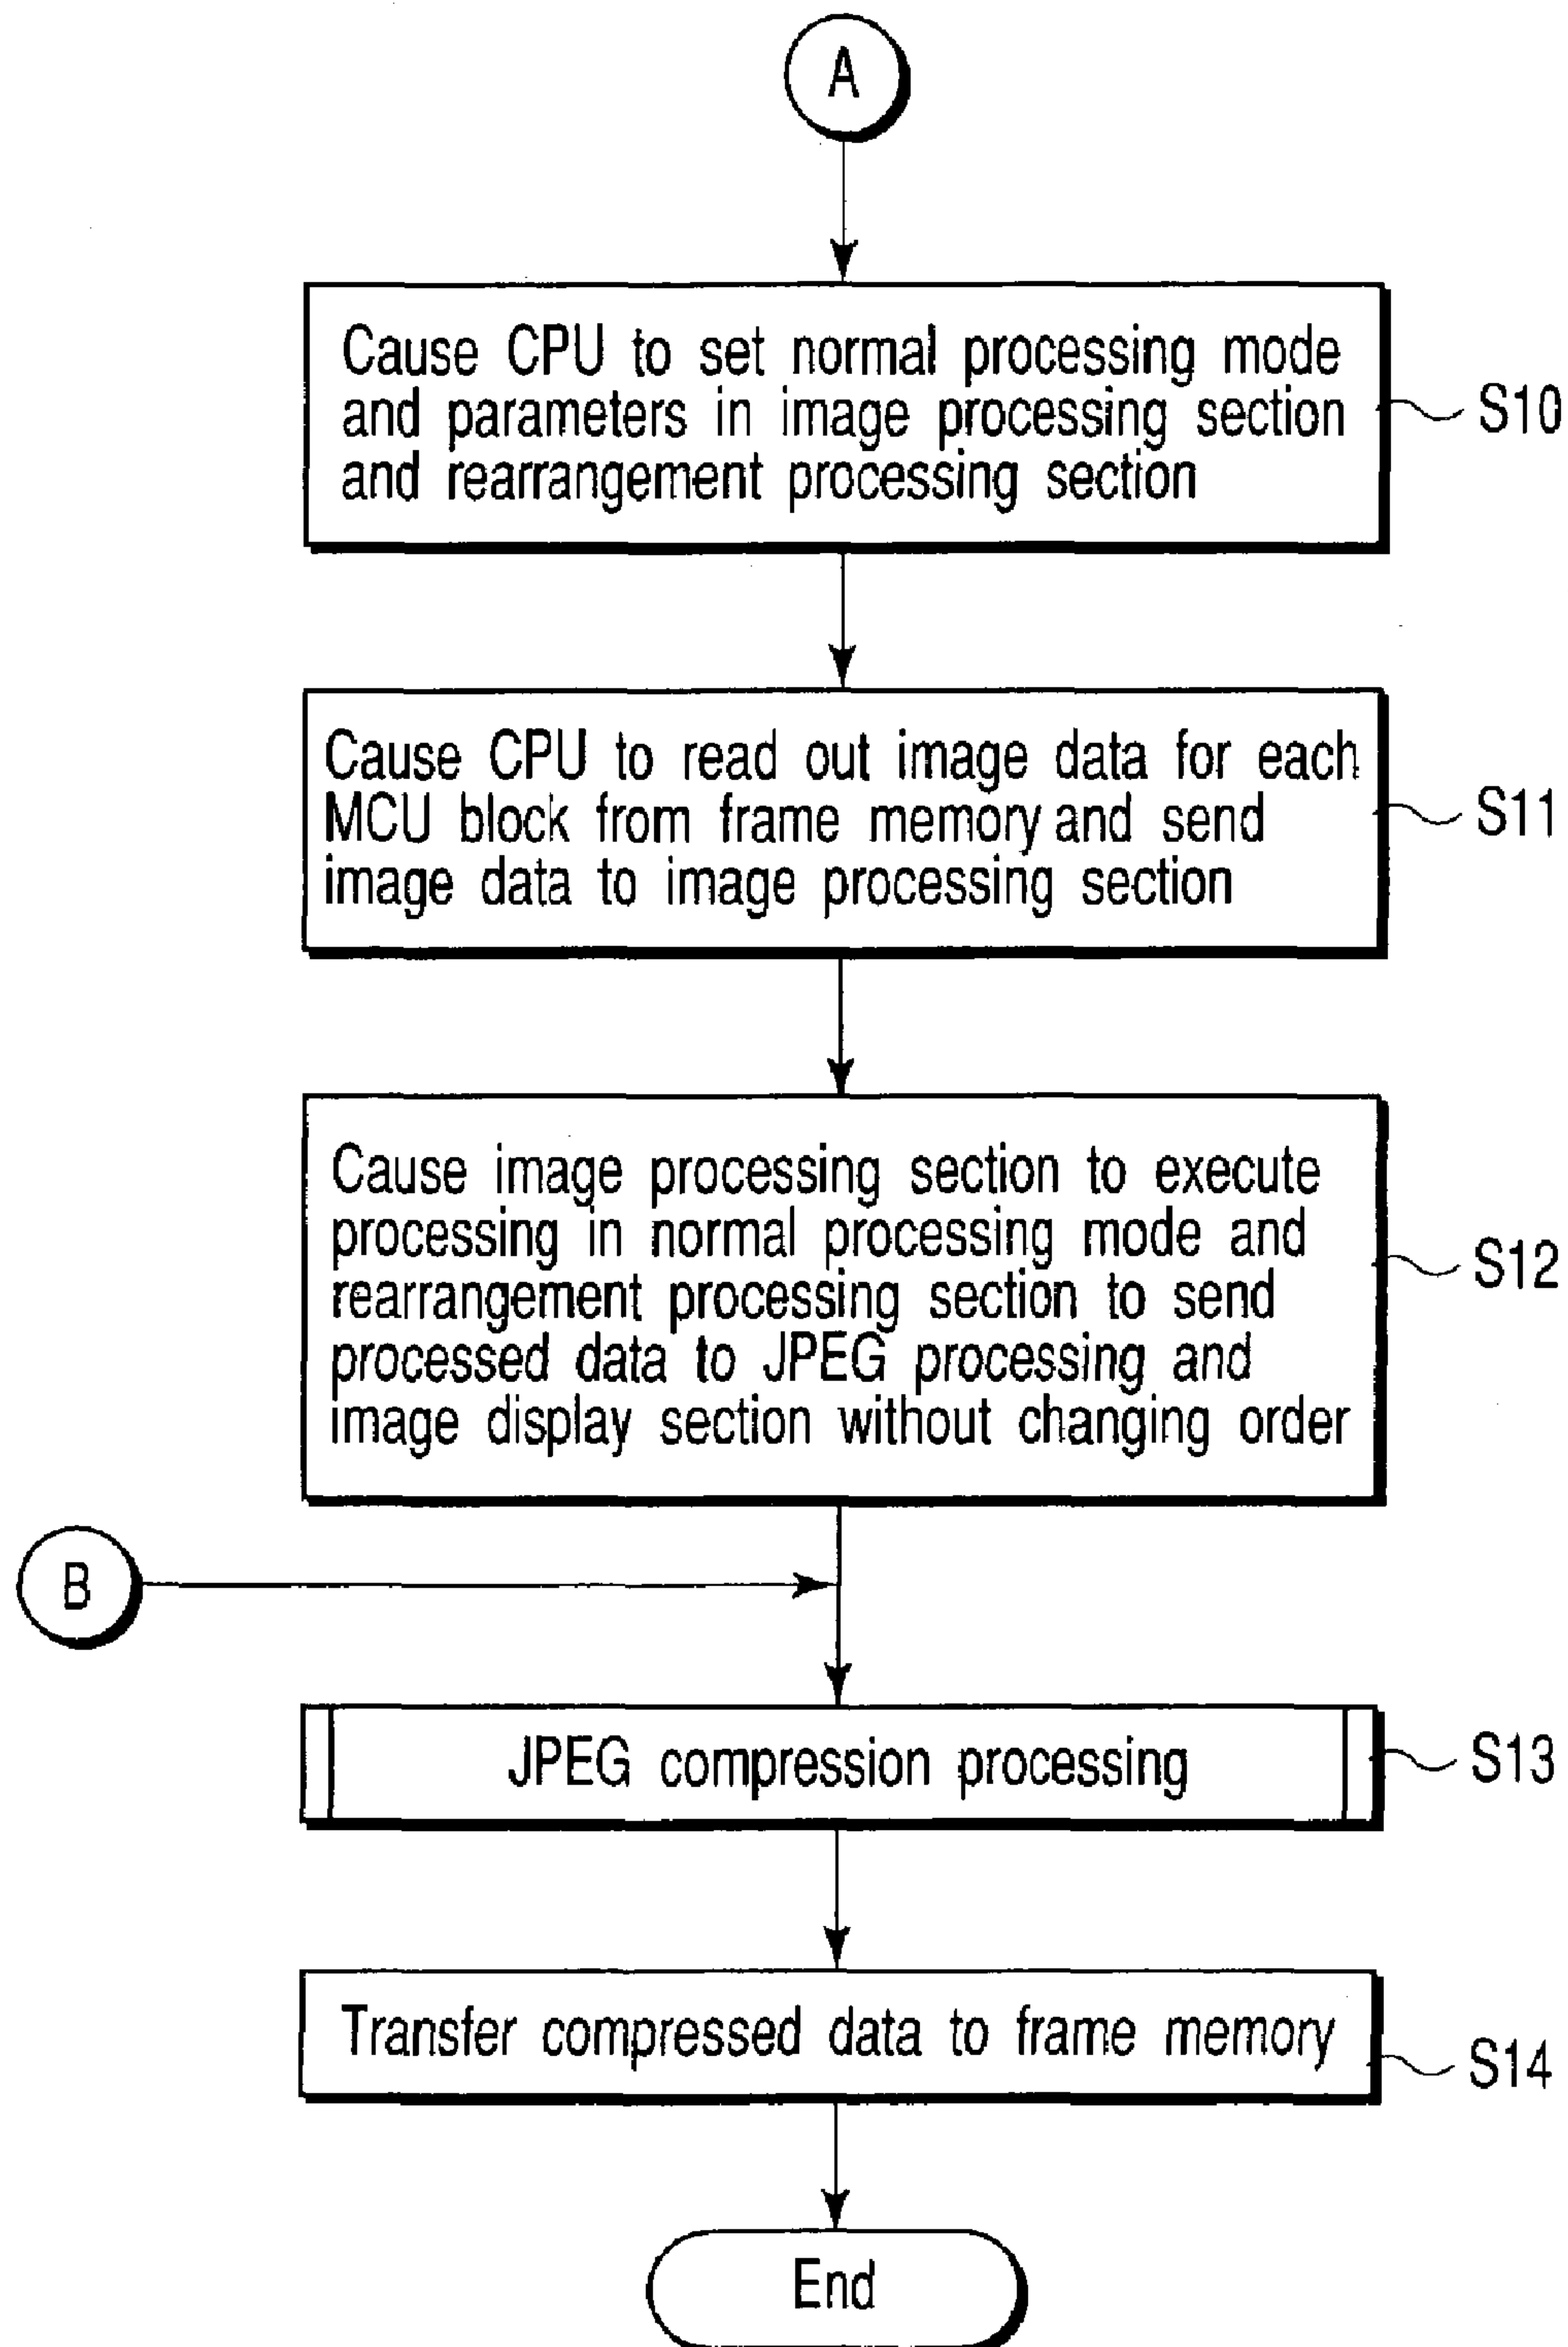 A
Cause CPU to set normal processing mode
and parameters in image processing section
and rearrangement processing section
S10
Cause CPU to read out image data for each
MCU block from frame memory and send
image data to image processing section
S11
Cause image processing section to execute
processing in normal processing mode and
rearrangement processing section to send
processed data to JPEG processing and
image display section without changing order
S12
B
JPEG compression processing
S13
Transfer compressed data to frame memory
S14
End